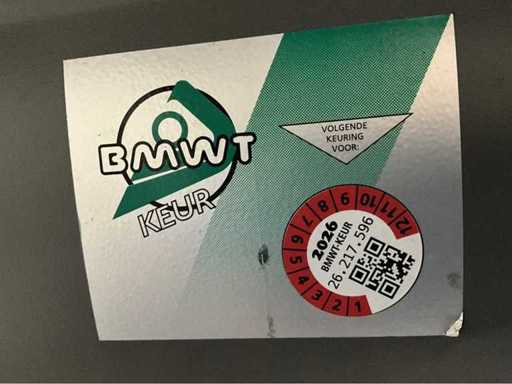 BMWT
KEUR
VOLGENDE
KEURING
VOOR:
1 2 3 4 5 6 7 8 9 10 11 12
2026
BMWT-KEUR
26.217.596